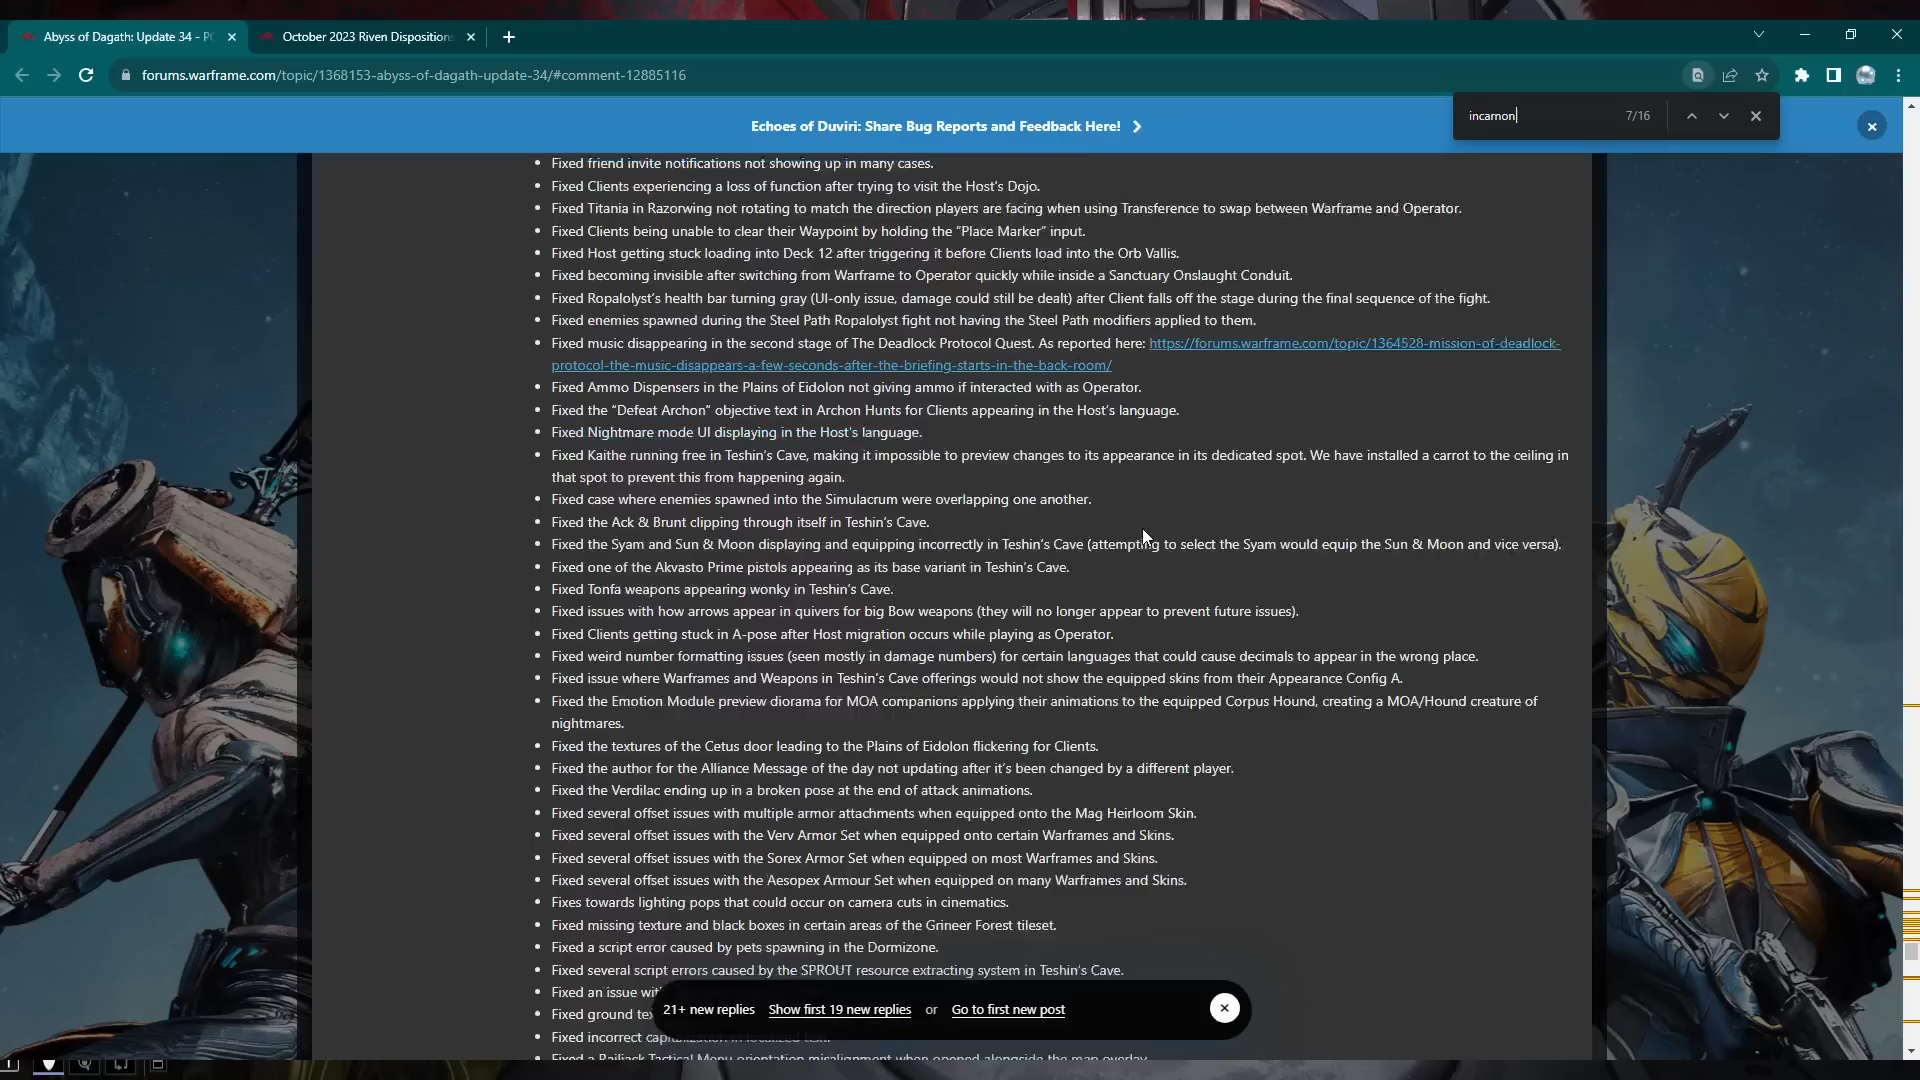 Abyss of Dagath: Update 34 - PC
October 2023 Riven Dispositions
forums.warframe.com/topic/1368153-abyss-of-dagath-update-34/#comment-12885116
incarnon 7/16
Echoes of Duviri: Share Bug Reports and Feedback Here!
Fixed friend invite notifications not showing up in many cases.
Fixed Clients experiencing a loss of function after trying to visit the Host's Dojo.
Fixed Titania in Razorwing not rotating to match the direction players are facing when using Transference to swap between Warframe and Operator.
Fixed Clients being unable to clear their Waypoint by holding the “Place Marker” input.
Fixed Host getting stuck loading into Deck 12 after triggering it before Clients load into the Orb Vallis.
Fixed becoming invisible after switching from Warframe to Operator quickly while inside a Sanctuary Onslaught Conduit.
Fixed Ropalolyst’s health bar turning gray (UI-only issue, damage could still be dealt) after Client falls off the stage during the final sequence of the fight.
Fixed enemies spawned during the Steel Path Ropalolyst fight not having the Steel Path modifiers applied to them.
Fixed music disappearing in the second stage of The Deadlock Protocol Quest. As reported here: https://forums.warframe.com/topic/1364528-mission-of-deadlock-
protocol-the-music-disappears-a-few-seconds-after-the-briefing-starts-in-the-back-room/
Fixed Ammo Dispensers in the Plains of Eidolon not giving ammo if interacted with as Operator.
Fixed the “Defeat Archon” objective text in Archon Hunts for Clients appearing in the Host’s language.
Fixed Nightmare mode UI displaying in the Host's language.
Fixed Kaithe running free in Teshin’s Cave, making it impossible to preview changes to its appearance in its dedicated spot. We have installed a carrot to the ceiling in
that spot to prevent this from happening again.
Fixed case where enemies spawned into the Simulacrum were overlapping one another.
Fixed the Ack & Brunt clipping through itself in Teshin’s Cave.
Fixed the Syam and Sun & Moon displaying and equipping incorrectly in Teshin’s Cave (attempting to select the Syam would equip the Sun & Moon and vice versa).
Fixed one of the Akvasto Prime pistols appearing as its base variant in Teshin’s Cave.
Fixed Tonfa weapons appearing wonky in Teshin’s Cave.
Fixed issues with how arrows appear in quivers for big Bow weapons (they will no longer appear to prevent future issues).
Fixed Clients getting stuck in A-pose after Host migration occurs while playing as Operator.
Fixed weird number formatting issues (seen mostly in damage numbers) for certain languages that could cause decimals to appear in the wrong place.
Fixed issue where Warframes and Weapons in Teshin’s Cave offerings would not show the equipped skins from their Appearance Config A.
Fixed the Emotion Module preview diorama for MOA companions applying their animations to the equipped Corpus Hound, creating a MOA/Hound creature of
nightmares.
Fixed the textures of the Cetus door leading to the Plains of Eidolon flickering for Clients.
Fixed the author for the Alliance Message of the day not updating after it’s been changed by a different player.
Fixed the Verdilac ending up in a broken pose at the end of attack animations.
Fixed several offset issues with multiple armor attachments when equipped onto the Mag Heirloom Skin.
Fixed several offset issues with the Verv Armor Set when equipped onto certain Warframes and Skins.
Fixed several offset issues with the Sorex Armor Set when equipped on most Warframes and Skins.
Fixed several offset issues with the Aesopex Armour Set when equipped on many Warframes and Skins.
Fixes towards lighting pops that could occur on camera cuts in cinematics.
Fixed missing texture and black boxes in certain areas of the Grineer Forest tileset.
Fixed a script error caused by pets spawning in the Dormizone.
Fixed several script errors caused by the SPROUT resource extracting system in Teshin’s Cave.
Fixed an issue
21+ new replies Show first 19 new replies or Go to first new post
Fixed ground
Fixed incorrect capitalization in localized text.
Fixed a Railjack Tactical Menu orientation misalignment when opened alongside the map overlay.